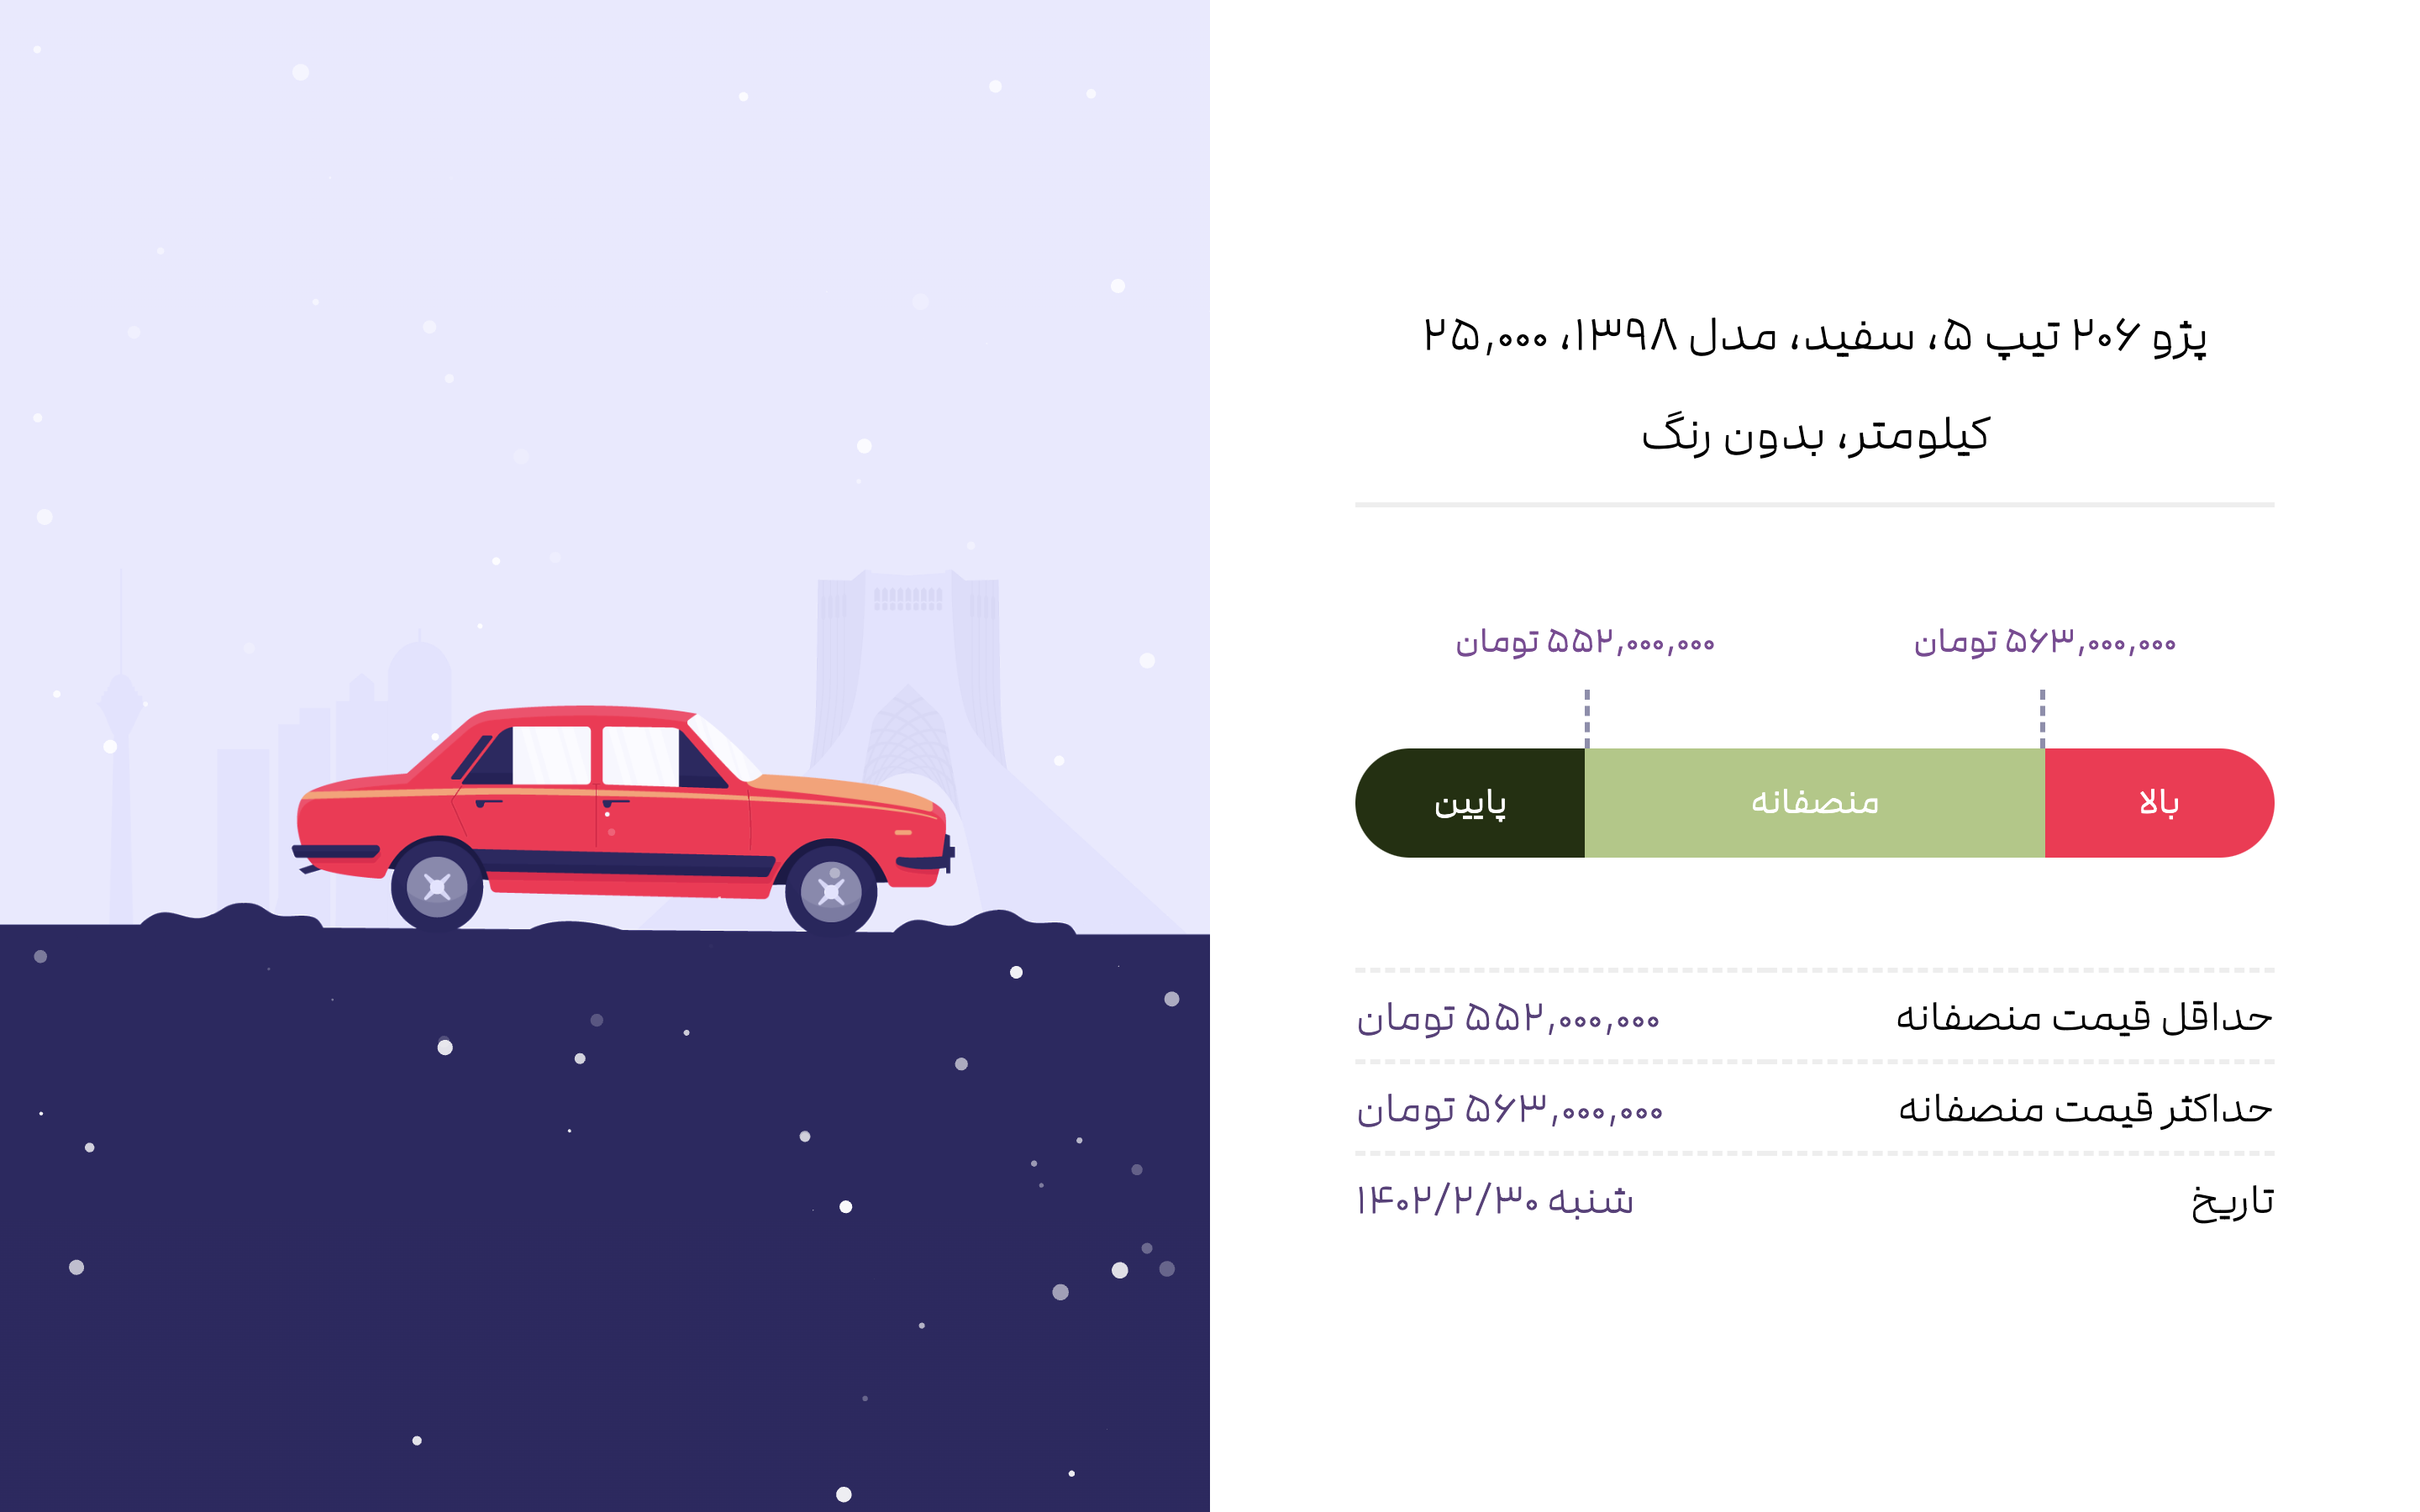 پژو ۲۰۶ تیپ ۵، سفید، مدل ۱۳۹۸، ۲۵,۰۰۰
کیلومتر، بدون رنگ
۵۶۳,۰۰۰,۰۰۰ تومان
۵۵۲,۰۰۰,۰۰۰ تومان
بالا
منصفانه
پایین
حداقل قیمت منصفانه ۵۵۲,۰۰۰,۰۰۰ تومان
حداکثر قیمت منصفانه ۵۶۳,۰۰۰,۰۰۰ تومان
تاریخ شنبه ۱۴۰۲/۲/۳۰